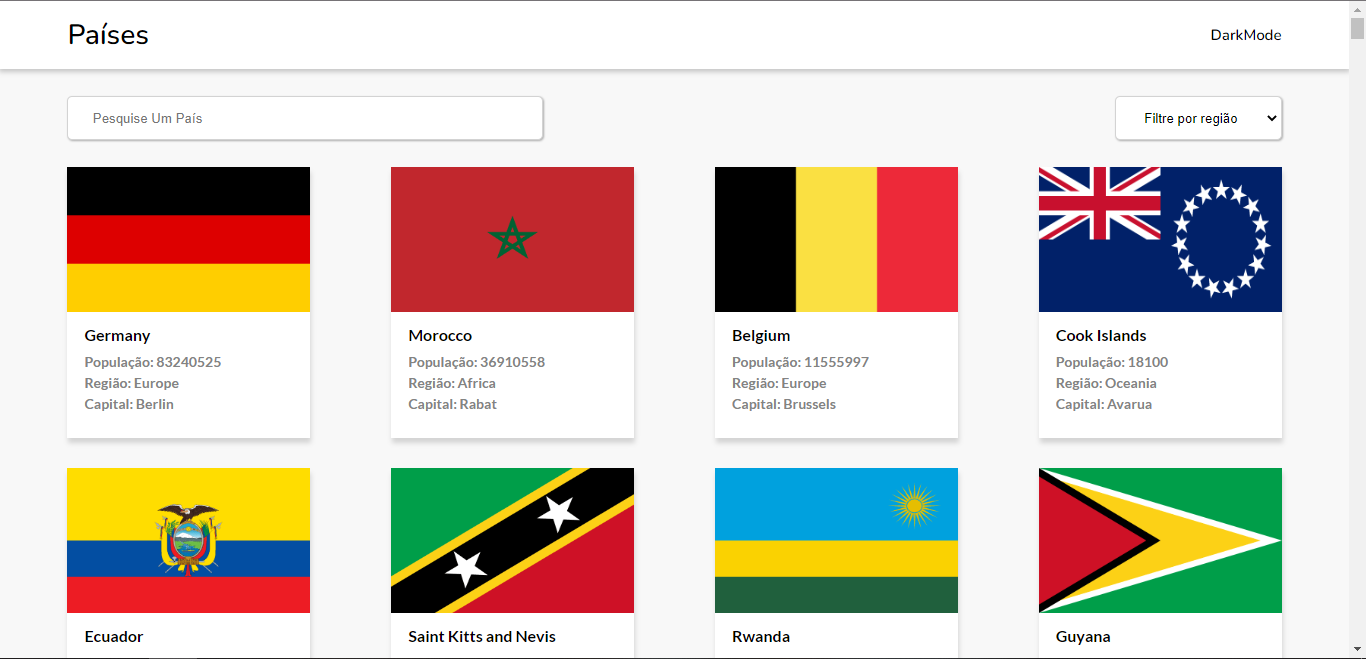 Países
DarkMode
Pesquise Um País
Filtre por região
Germany
População: 83240525
Região: Europe
Capital: Berlin
Morocco
População: 36910558
Região: Africa
Capital: Rabat
Belgium
População: 11555997
Região: Europe
Capital: Brussels
Cook Islands
População: 18100
Região: Oceania
Capital: Avarua
Ecuador
Saint Kitts and Nevis
Rwanda
Guyana